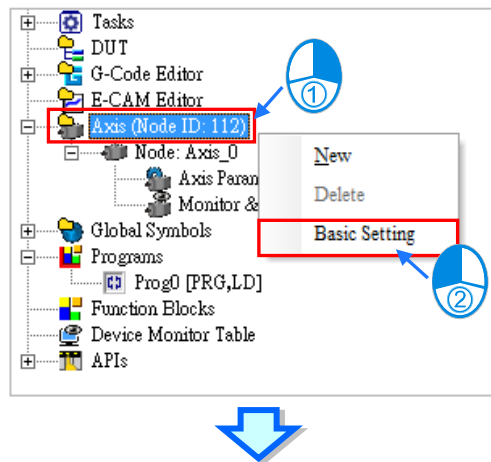 Tasks
DUT
G-Code Editor
E-CAM Editor
①
Axis (Node ID: 112)
Node: Axis_0
New
Axis Param
Delete
Monitor &
Global Symbols
Basic Setting
Programs
Prog0 [PRG,LD]
②
Function Blocks
Device Monitor Table
APIs